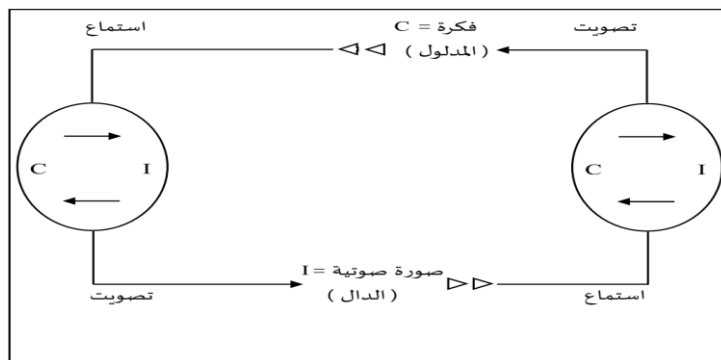 استماع
C = فكرة
(المدلول)
تصويت
C I
C I
تصويت
I = صورة صوتية
(الدال)
استماع